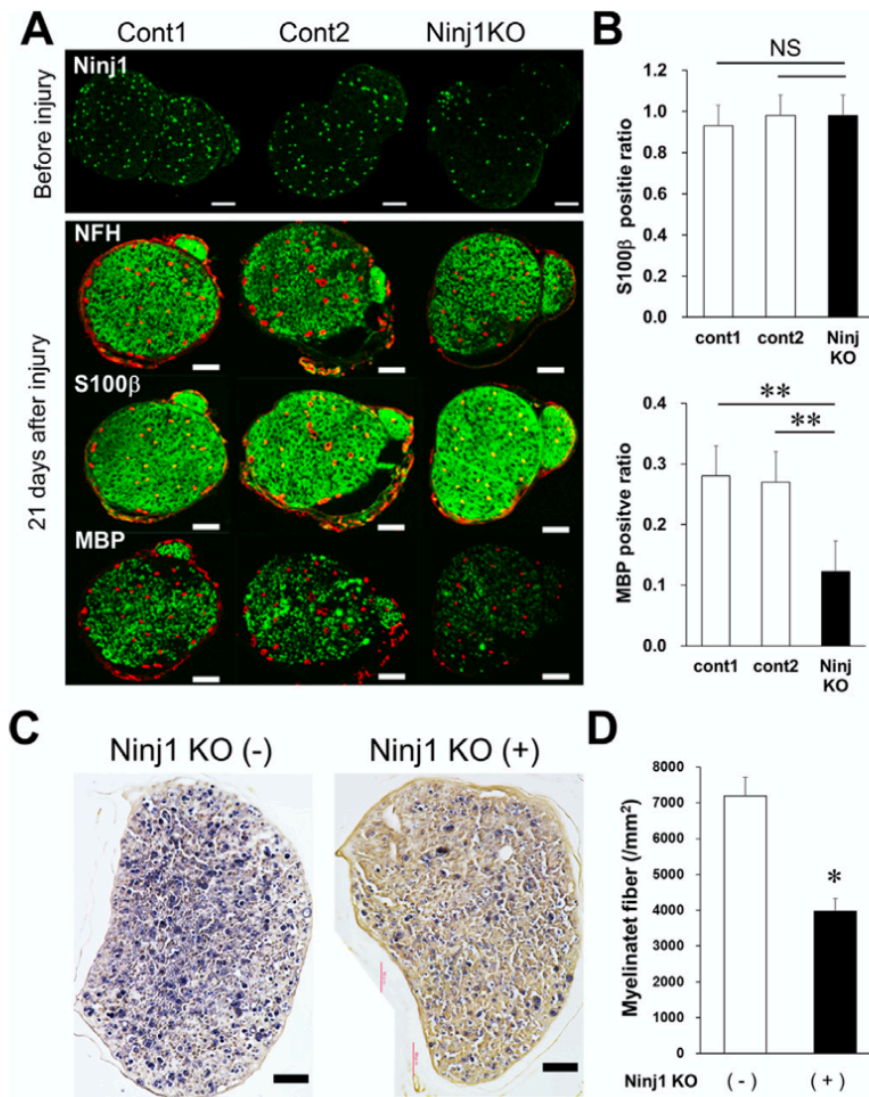 A
Cont1 Cont2 Ninj1KO
Before injury
Ninj1
21 days after injury
NFH
S100β
MBP
B
NS
S100β positie ratio
1.2
1.0
0.8
0.6
0.4
0.2
0.0
cont1 cont2 Ninj
KO
**
**
MBP positve ratio
0.4
0.3
0.2
0.1
0.0
cont1 cont2 Ninj
KO
C
Ninj1 KO (-) Ninj1 KO (+)
D
Myelinatet fiber (/mm²)
8000
7000
6000
5000
4000
3000
2000
1000
0
*
Ninj1 KO (-) (+)